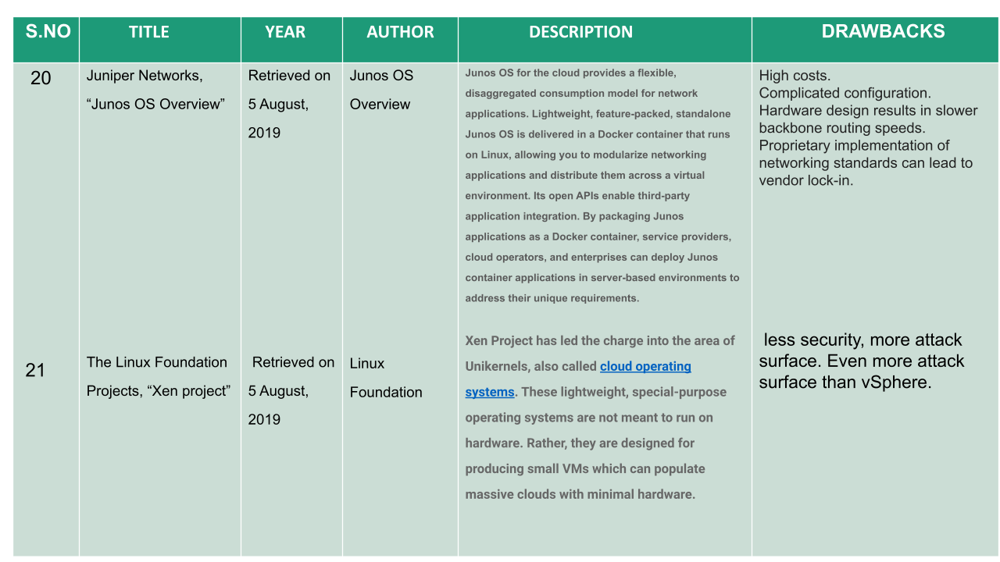 S.NO
TITLE
YEAR
AUTHOR
DESCRIPTION
DRAWBACKS
20
Juniper Networks,
“Junos OS Overview”
Retrieved on
5 August,
2019
Junos OS
Overview
Junos OS for the cloud provides a flexible,
disaggregated consumption model for network
applications. Lightweight, feature-packed, standalone
Junos OS is delivered in a Docker container that runs
on Linux, allowing you to modularize networking
applications and distribute them across a virtual
environment. Its open APIs enable third-party
application integration. By packaging Junos
applications as a Docker container, service providers,
cloud operators, and enterprises can deploy Junos
container applications in server-based environments to
address their unique requirements.
High costs.
Complicated configuration.
Hardware design results in slower
backbone routing speeds.
Proprietary implementation of
networking standards can lead to
vendor lock-in.
21
The Linux Foundation
Projects, “Xen project”
Retrieved on
5 August,
2019
Linux
Foundation
Xen Project has led the charge into the area of
Unikernels, also called cloud operating
systems. These lightweight, special-purpose
operating systems are not meant to run on
hardware. Rather, they are designed for
producing small VMs which can populate
massive clouds with minimal hardware.
less security, more attack
surface. Even more attack
surface than vSphere.